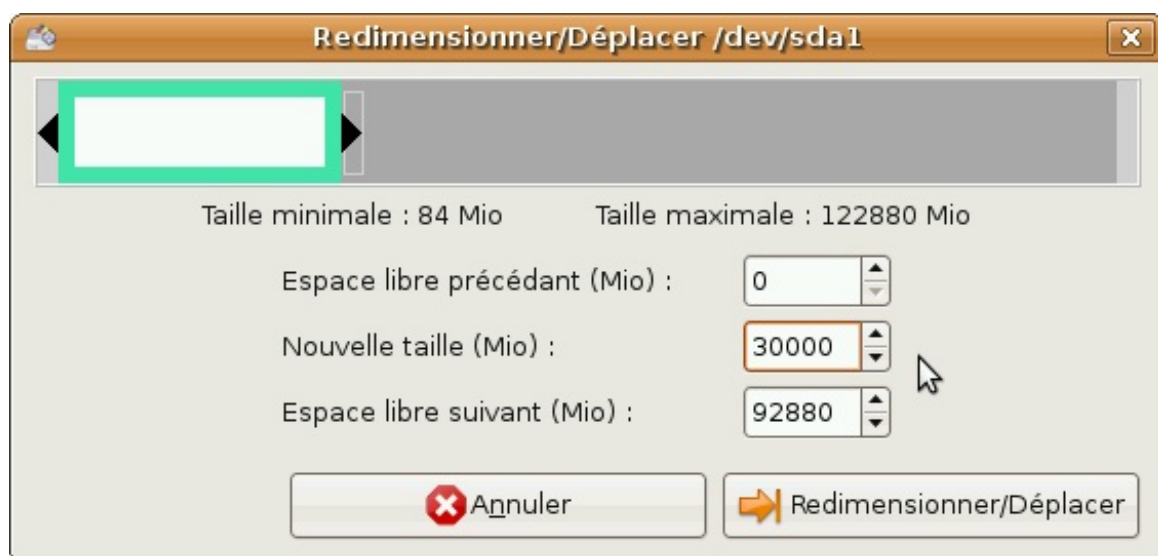 Redimensionner/Déplacer /dev/sda1
Taille minimale : 84 Mio Taille maximale : 122880 Mio
Espace libre précédant (Mio) : 0
Nouvelle taille (Mio) : 30000
Espace libre suivant (Mio) : 92880
Annuler Redimensionner/Déplacer